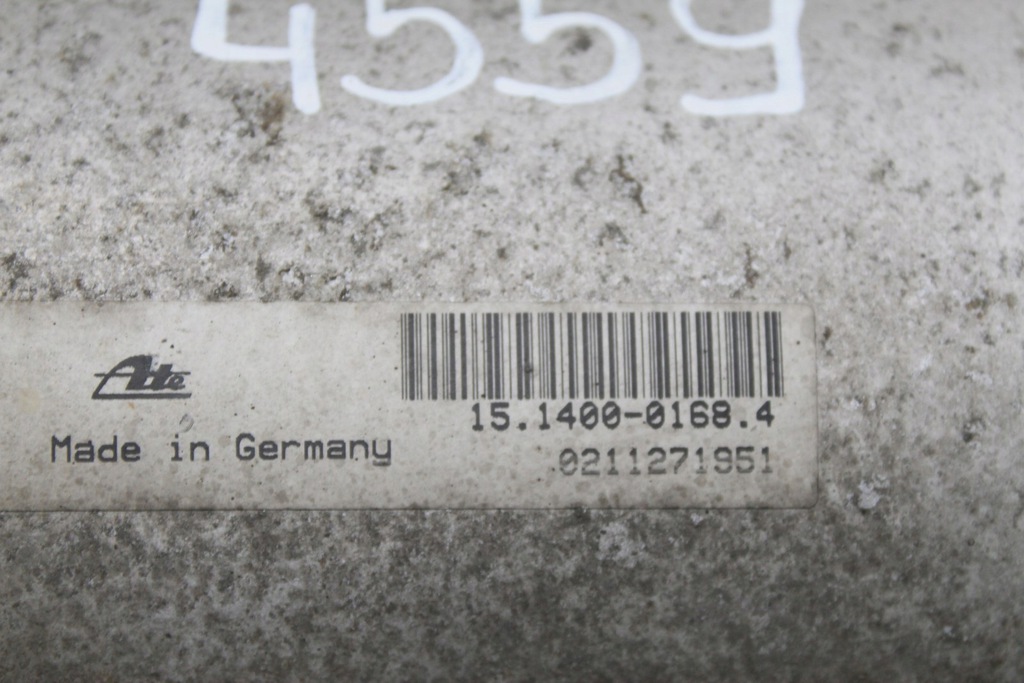 4559
Ate
15.1400-0168.4
Made in Germany
0211271951